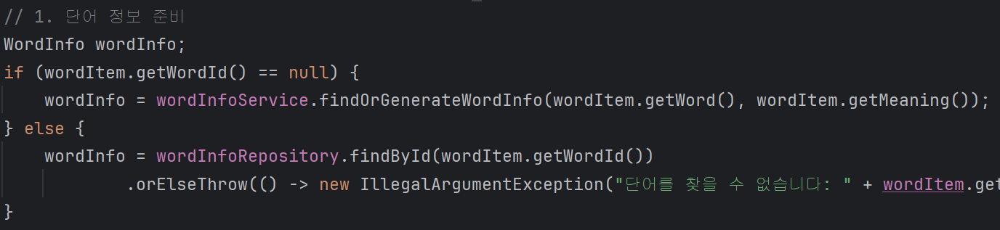 // 1. 단어 정보 준비
WordInfo wordInfo;
if (wordItem.getWordId() == null) {
    wordInfo = wordInfoService.findOrGenerateWordInfo(wordItem.getWord(), wordItem.getMeaning());
} else {
    wordInfo = wordInfoRepository.findById(wordItem.getWordId())
            .orElseThrow(() -> new IllegalArgumentException("단어를 찾을 수 없습니다: " + wordItem.get
}